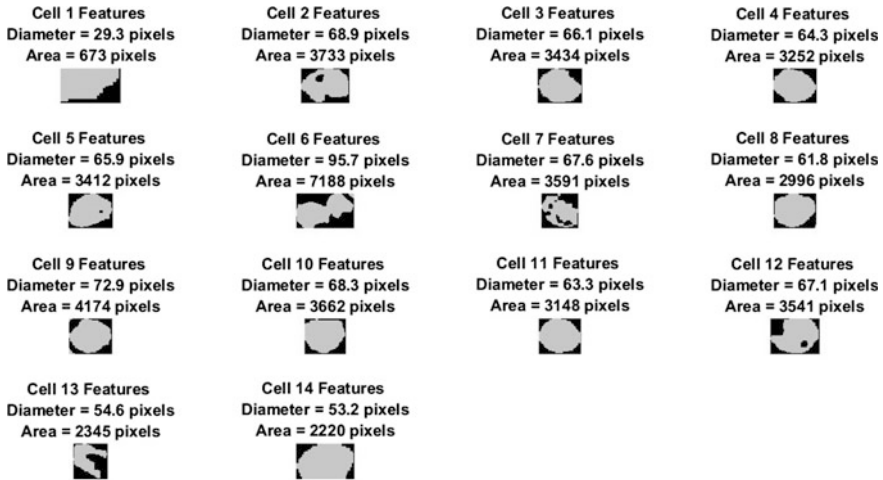 Cell 1 Features
Diameter = 29.3 pixels
Area = 673 pixels
Cell 2 Features
Diameter = 68.9 pixels
Area = 3733 pixels
Cell 3 Features
Diameter = 66.1 pixels
Area = 3434 pixels
Cell 4 Features
Diameter = 64.3 pixels
Area = 3252 pixels
Cell 5 Features
Diameter = 65.9 pixels
Area = 3412 pixels
Cell 6 Features
Diameter = 95.7 pixels
Area = 7188 pixels
Cell 7 Features
Diameter = 67.6 pixels
Area = 3591 pixels
Cell 8 Features
Diameter = 61.8 pixels
Area = 2996 pixels
Cell 9 Features
Diameter = 72.9 pixels
Area = 4174 pixels
Cell 10 Features
Diameter = 68.3 pixels
Area = 3662 pixels
Cell 11 Features
Diameter = 63.3 pixels
Area = 3148 pixels
Cell 12 Features
Diameter = 67.1 pixels
Area = 3541 pixels
Cell 13 Features
Diameter = 54.6 pixels
Area = 2345 pixels
Cell 14 Features
Diameter = 53.2 pixels
Area = 2220 pixels